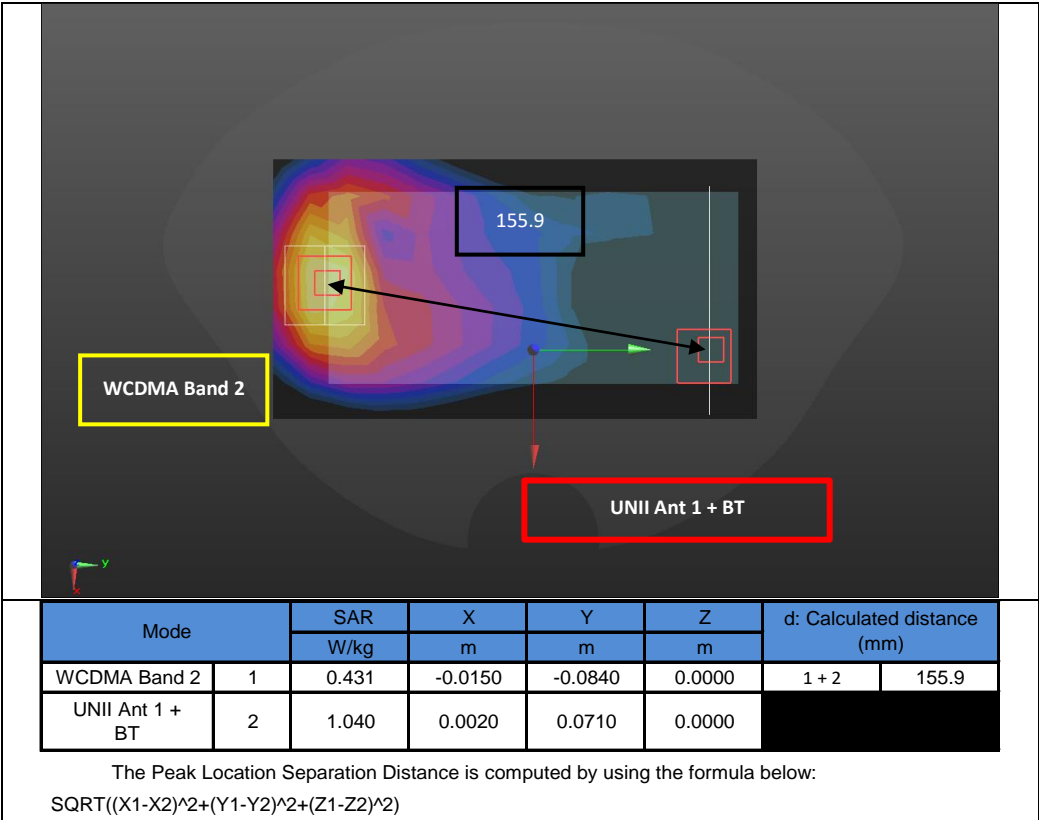 155.9
WCDMA Band 2
UNII Ant 1 + BT
y
x
Mode SAR X Y Z d: Calculated distance (mm)
W/kg m m m
WCDMA Band 2 1 0.431 -0.0150 -0.0840 0.0000 1 + 2 155.9
UNII Ant 1 +
BT 2 1.040 0.0020 0.0710 0.0000
The Peak Location Separation Distance is computed by using the formula below:
SQRT((X1-X2)^2+(Y1-Y2)^2+(Z1-Z2)^2)